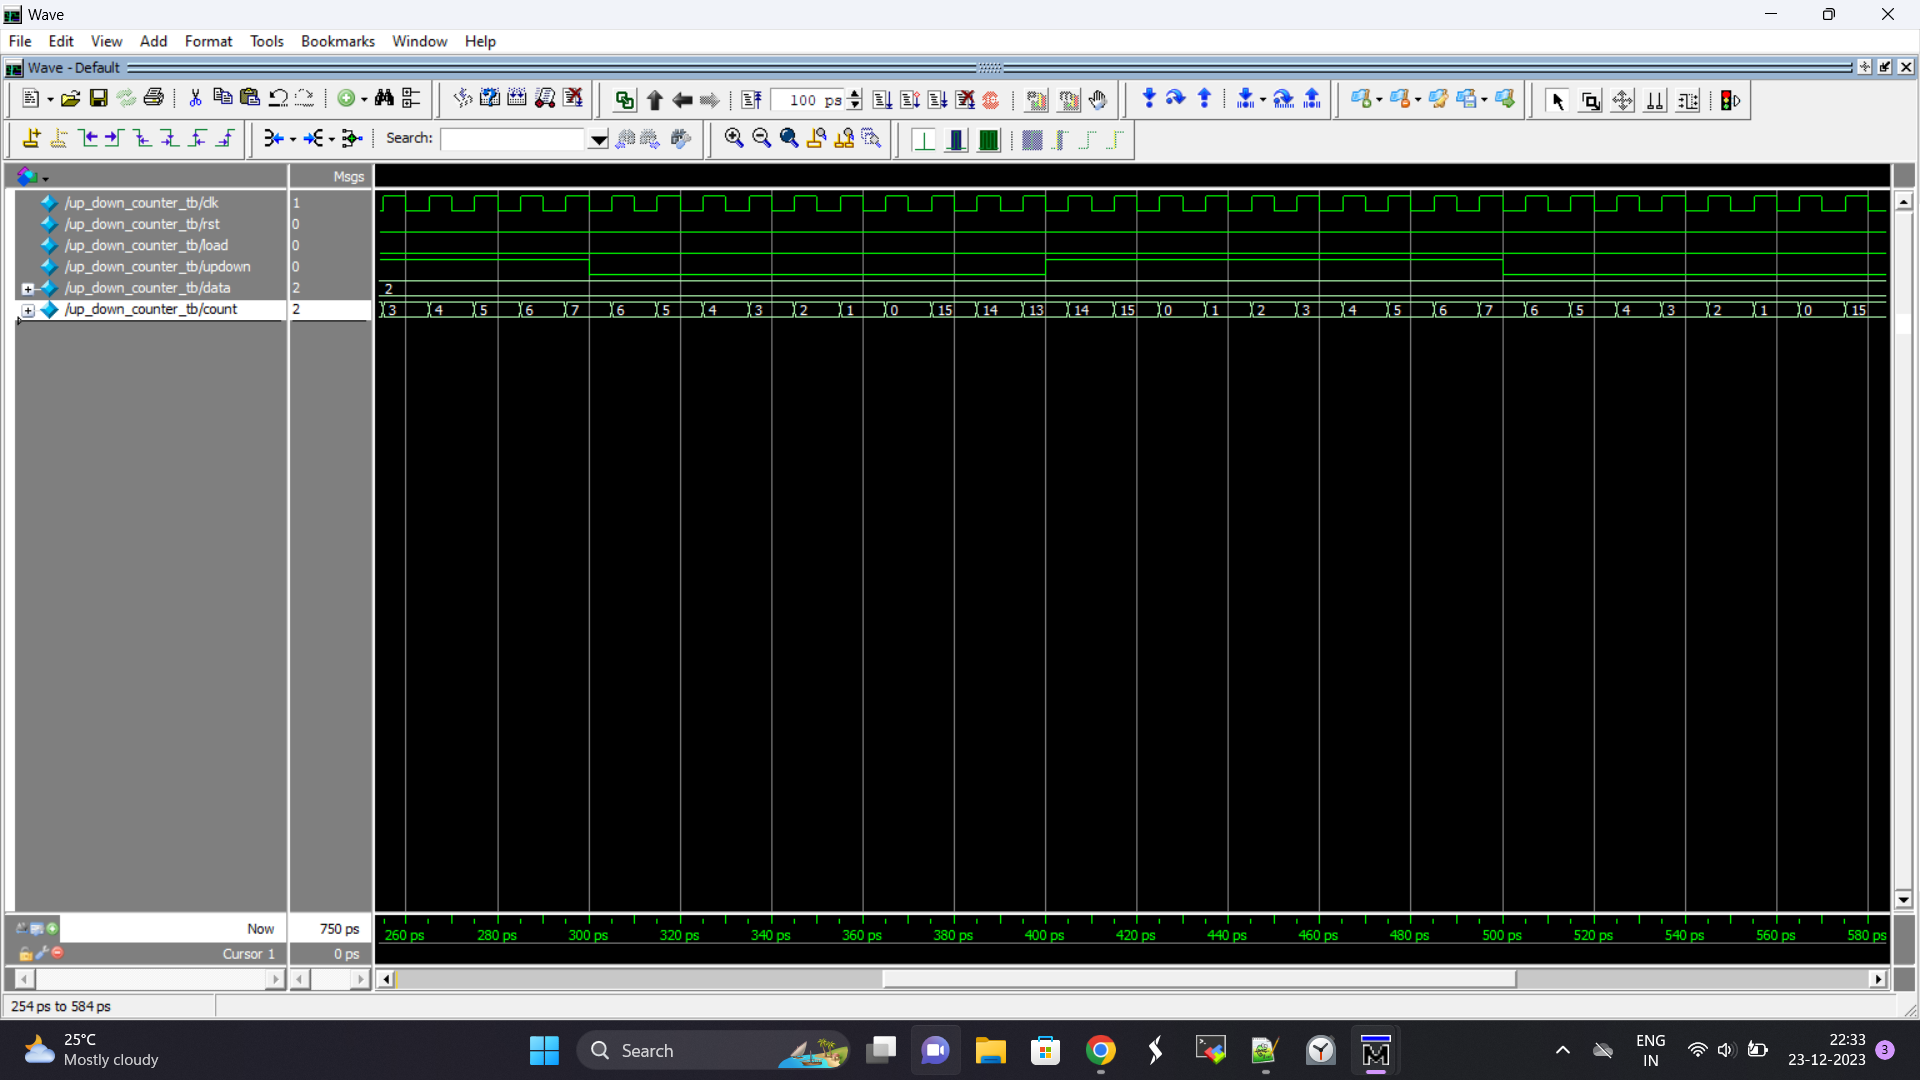 Wave
File Edit View Add Format Tools Bookmarks Window Help
Wave - Default
100 ps
Search:
Msgs
/up_down_counter_tb/clk 1
/up_down_counter_tb/rst 0
/up_down_counter_tb/load 0
/up_down_counter_tb/updown 0
/up_down_counter_tb/data 2 2
/up_down_counter_tb/count 2 3 4 5 6 7 6 5 4 3 2 1 0 15 14 13 14 15 0 1 2 3 4 5 6 7 6 5 4 3 2 1 0 15
Now 750 ps
260 ps 280 ps 300 ps 320 ps 340 ps 360 ps 380 ps 400 ps 420 ps 440 ps 460 ps 480 ps 500 ps 520 ps 540 ps 560 ps 580 ps
Cursor 1 0 ps
254 ps to 584 ps
25°C
Mostly cloudy
Search
ENG
IN
22:33
23-12-2023
3